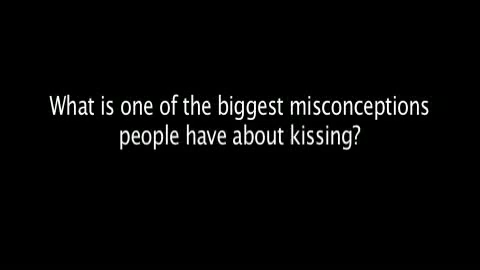 What is one of the biggest misconceptions
people have about kissing?